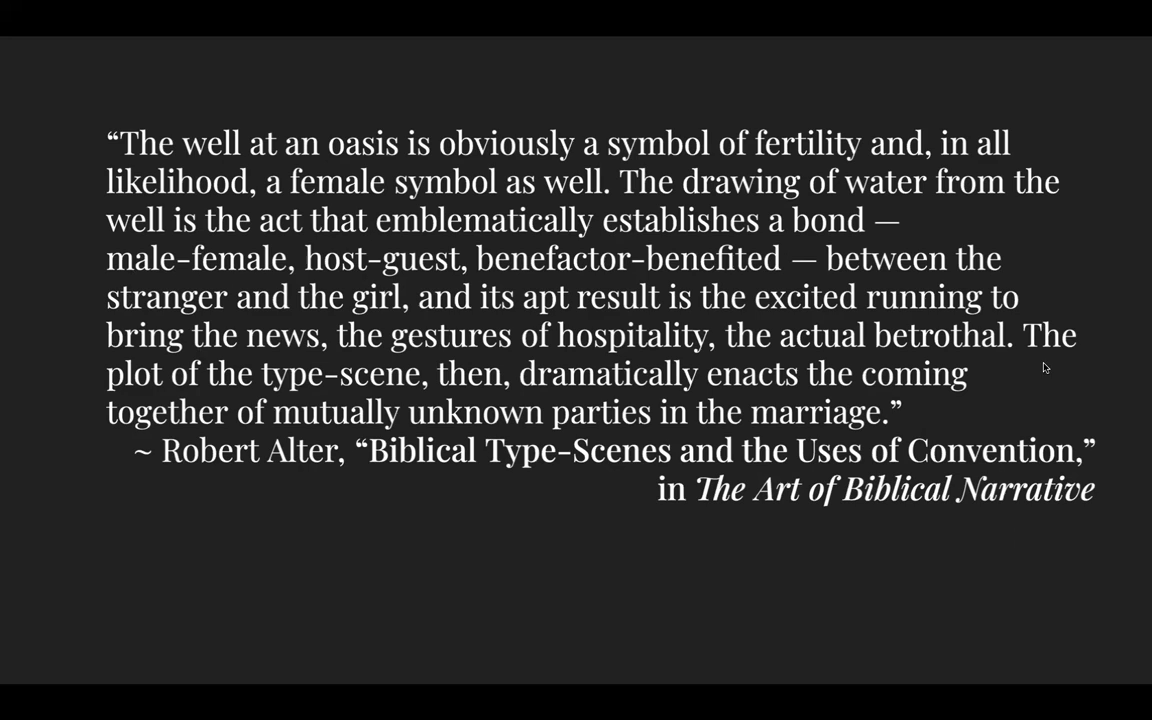 “The well at an oasis is obviously a symbol of fertility and, in all
likelihood, a female symbol as well. The drawing of water from the
well is the act that emblematically establishes a bond —
male-female, host-guest, benefactor-benefited — between the
stranger and the girl, and its apt result is the excited running to
bring the news, the gestures of hospitality, the actual betrothal. The
plot of the type-scene, then, dramatically enacts the coming
together of mutually unknown parties in the marriage.”
~ Robert Alter, “Biblical Type-Scenes and the Uses of Convention,”
in The Art of Biblical Narrative